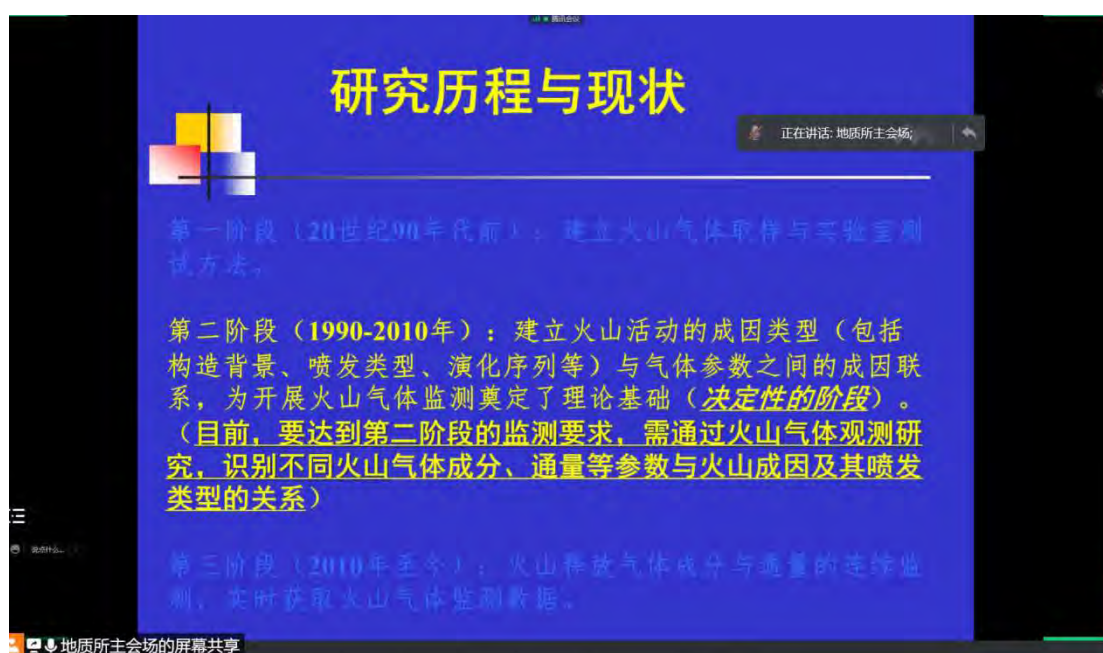 腾讯会议
研究历程与现状
正在讲话: 地质所主会场;
第一阶段（20世纪90年代前）：建立火山气体取样与实验室测
试方法。
第二阶段（1990-2010年）：建立火山活动的成因类型（包括
构造背景、喷发类型、演化序列等）与气体参数之间的成因联
系，为开展火山气体监测奠定了理论基础（决定性的阶段）。
（目前，要达到第二阶段的监测要求，需通过火山气体观测研
究，识别不同火山气体成分、通量等参数与火山成因及其喷发
类型的关系）
说点什么...
第三阶段（2010年至今）：火山释放气体成分与通量的连续监
测，实时获取火山气体监测数据。
地质所主会场的屏幕共享